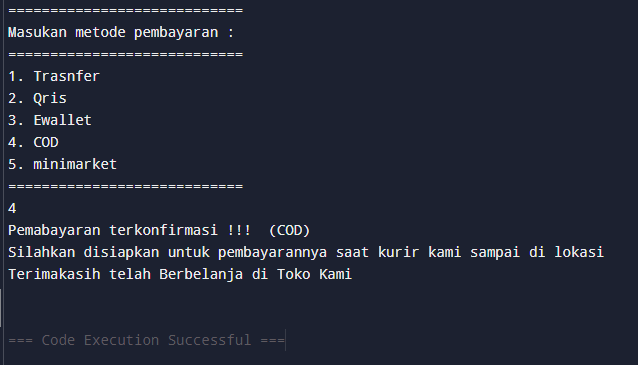 ============================
Masukan metode pembayaran :
============================
1. Trasnfer
2. Qris
3. Ewallet
4. COD
5. minimarket
============================
4
Pemabayaran terkonfirmasi !!!  (COD)
Silahkan disiapkan untuk pembayarannya saat kurir kami sampai di lokasi
Terimakasih telah Berbelanja di Toko Kami
=== Code Execution Successful ===